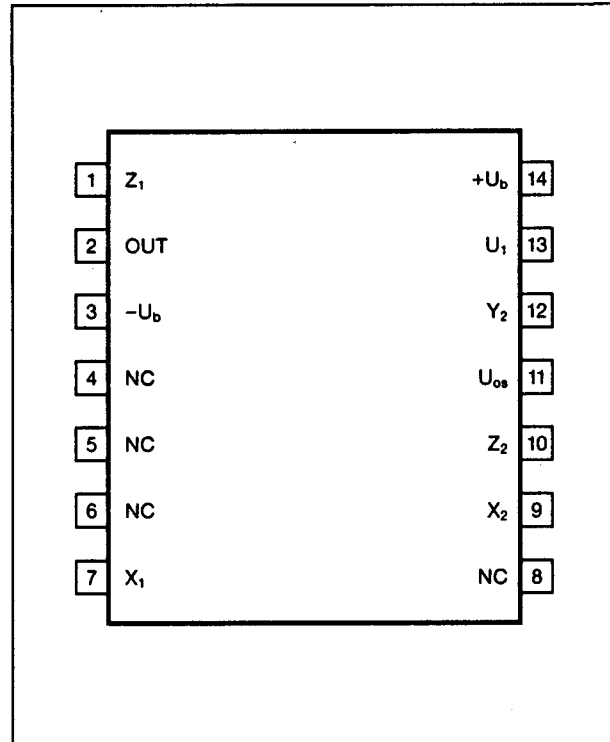 1 Z₁
2 OUT
3 −U_b
4 NC
5 NC
6 NC
7 X₁
+U_b 14
U₁ 13
Y₂ 12
U_os 11
Z₂ 10
X₂ 9
NC 8